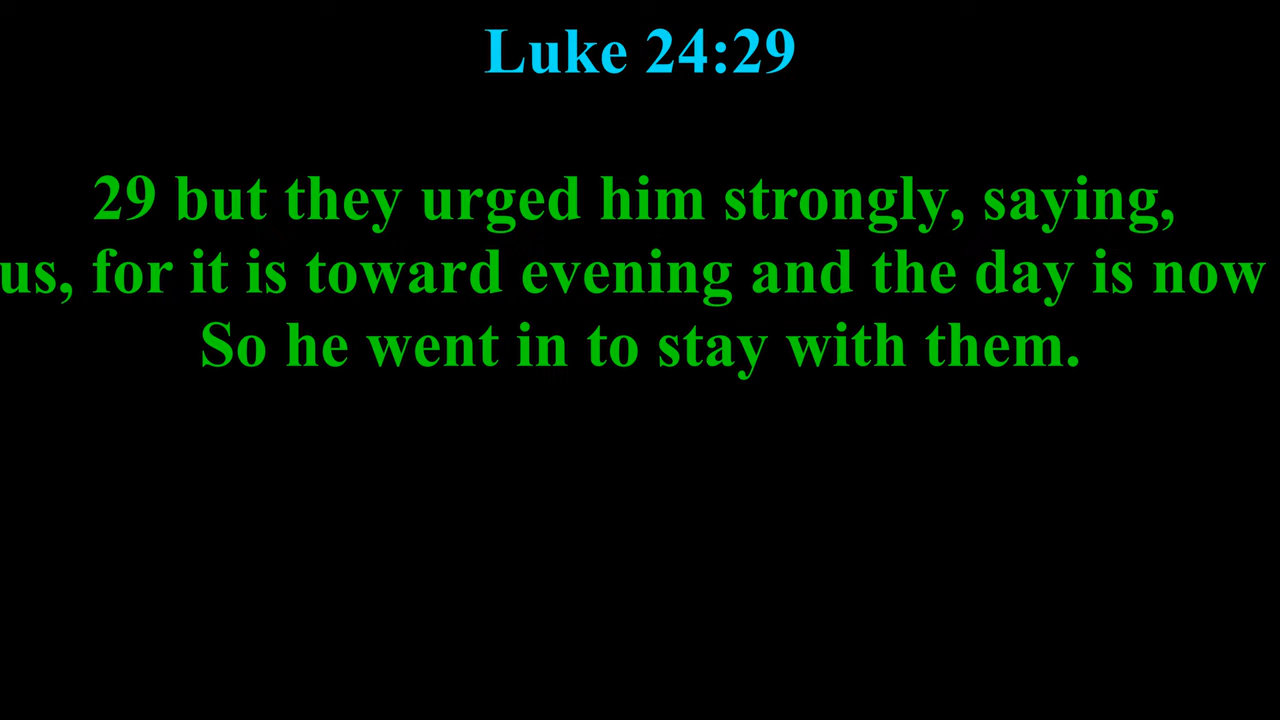 Luke 24:29
29 but they urged him strongly, saying,
us, for it is toward evening and the day is now
So he went in to stay with them.